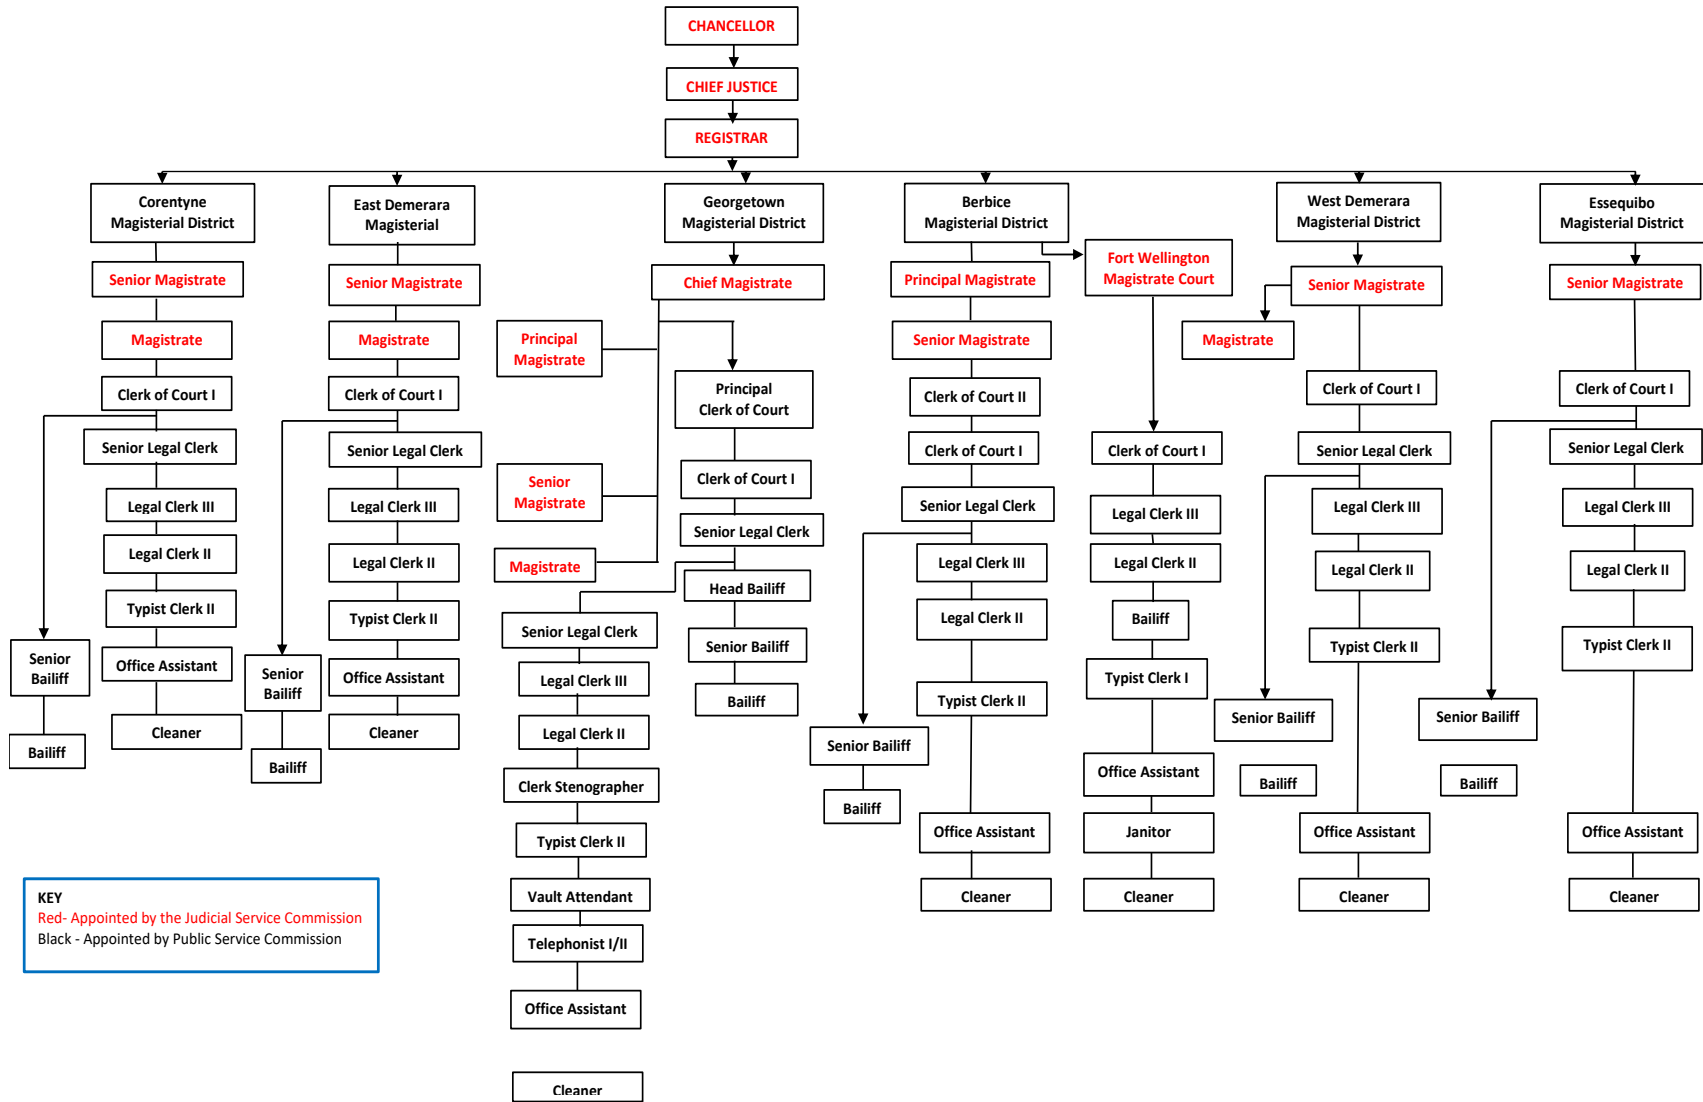 CHANCELLOR
CHIEF JUSTICE
REGISTRAR
Corentyne
Magisterial District
Senior Magistrate
Magistrate
Clerk of Court I
Senior Legal Clerk
Legal Clerk III
Legal Clerk II
Typist Clerk II
Office Assistant
Cleaner
Senior
Bailiff
Bailiff
East Demerara
Magisterial
Senior Magistrate
Magistrate
Clerk of Court I
Senior Legal Clerk
Legal Clerk III
Legal Clerk II
Typist Clerk II
Office Assistant
Cleaner
Senior
Bailiff
Bailiff
Georgetown
Magisterial District
Chief Magistrate
Principal
Magistrate
Senior
Magistrate
Magistrate
Principal
Clerk of Court
Clerk of Court I
Senior Legal Clerk
Head Bailiff
Senior Bailiff
Bailiff
Senior Legal Clerk
Legal Clerk III
Legal Clerk II
Clerk Stenographer
Typist Clerk II
Vault Attendant
Telephonist I/II
Office Assistant
Cleaner
Berbice
Magisterial District
Principal Magistrate
Senior Magistrate
Clerk of Court II
Clerk of Court I
Senior Legal Clerk
Legal Clerk III
Legal Clerk II
Typist Clerk II
Office Assistant
Cleaner
Senior Bailiff
Bailiff
Fort Wellington
Magistrate Court
Clerk of Court I
Legal Clerk III
Legal Clerk II
Bailiff
Typist Clerk I
Office Assistant
Janitor
Cleaner
West Demerara
Magisterial District
Senior Magistrate
Magistrate
Clerk of Court I
Senior Legal Clerk
Legal Clerk III
Legal Clerk II
Typist Clerk II
Senior Bailiff
Bailiff
Office Assistant
Cleaner
Essequibo
Magisterial District
Senior Magistrate
Clerk of Court I
Senior Legal Clerk
Legal Clerk III
Legal Clerk II
Typist Clerk II
Senior Bailiff
Bailiff
Office Assistant
Cleaner
KEY
Red- Appointed by the Judicial Service Commission
Black - Appointed by Public Service Commission